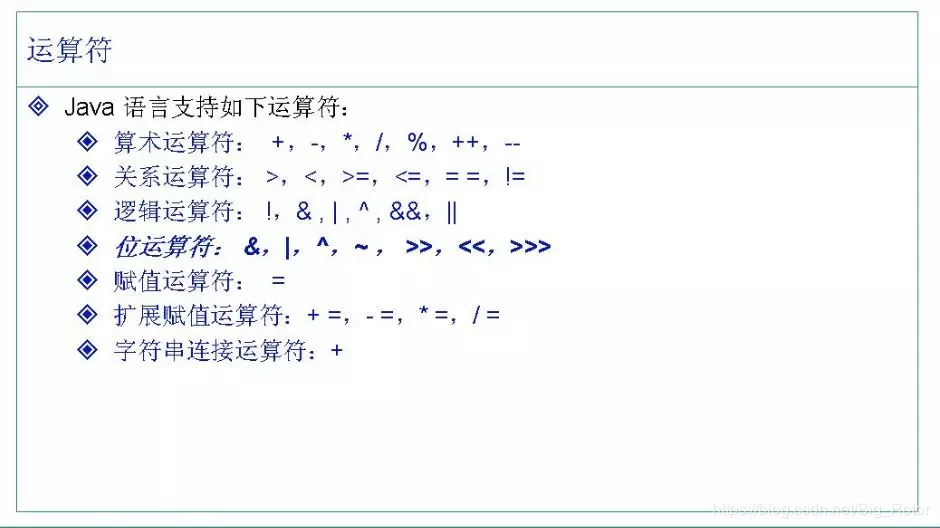 运算符
Java 语言支持如下运算符：
算术运算符： +，-，*，/，%，++，--
关系运算符： >，<，>=，<=，= =，!=
逻辑运算符： !，& , | , ^ , &&，||
位运算符： &，|，^，~ ， >>，<<，>>>
赋值运算符： =
扩展赋值运算符：+ =，- =，* =，/ =
字符串连接运算符：+
https://blog.csdn.net/Big_Rotor